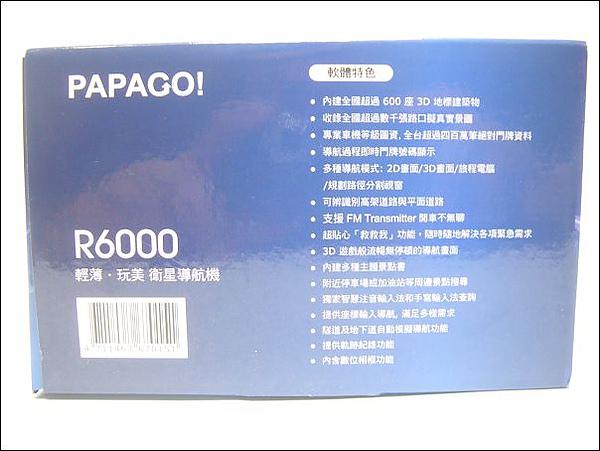 PAPAGO!
R6000
輕薄・玩美 衛星導航機
軟體特色
• 內建全國超過 600 座 3D 地標建築物
• 收錄全國超過數千張路口擬真實景圖
• 專業車機等級圖資, 全台超過四百萬筆絕對門牌資料
• 導航過程即時門牌號碼顯示
• 多種導航模式: 2D畫面/3D畫面/旅程電腦
/規劃路徑分割視窗
• 可辨識別高架道路與平面道路
• 支援 FM Transmitter 開車不無聊
• 超貼心「救救我」功能，隨時隨地解決各項緊急需求
• 3D 遊戲般流暢無停頓的導航畫面
• 內建多種主題景點書
• 附近停車場或加油站等周邊景點搜尋
• 獨家智慧注音輸入法和手寫輸入法查詢
• 提供座標輸入導航, 滿足多樣需求
• 隧道及地下道自動模擬導航功能
• 提供軌跡紀錄功能
• 內含數位相框功能